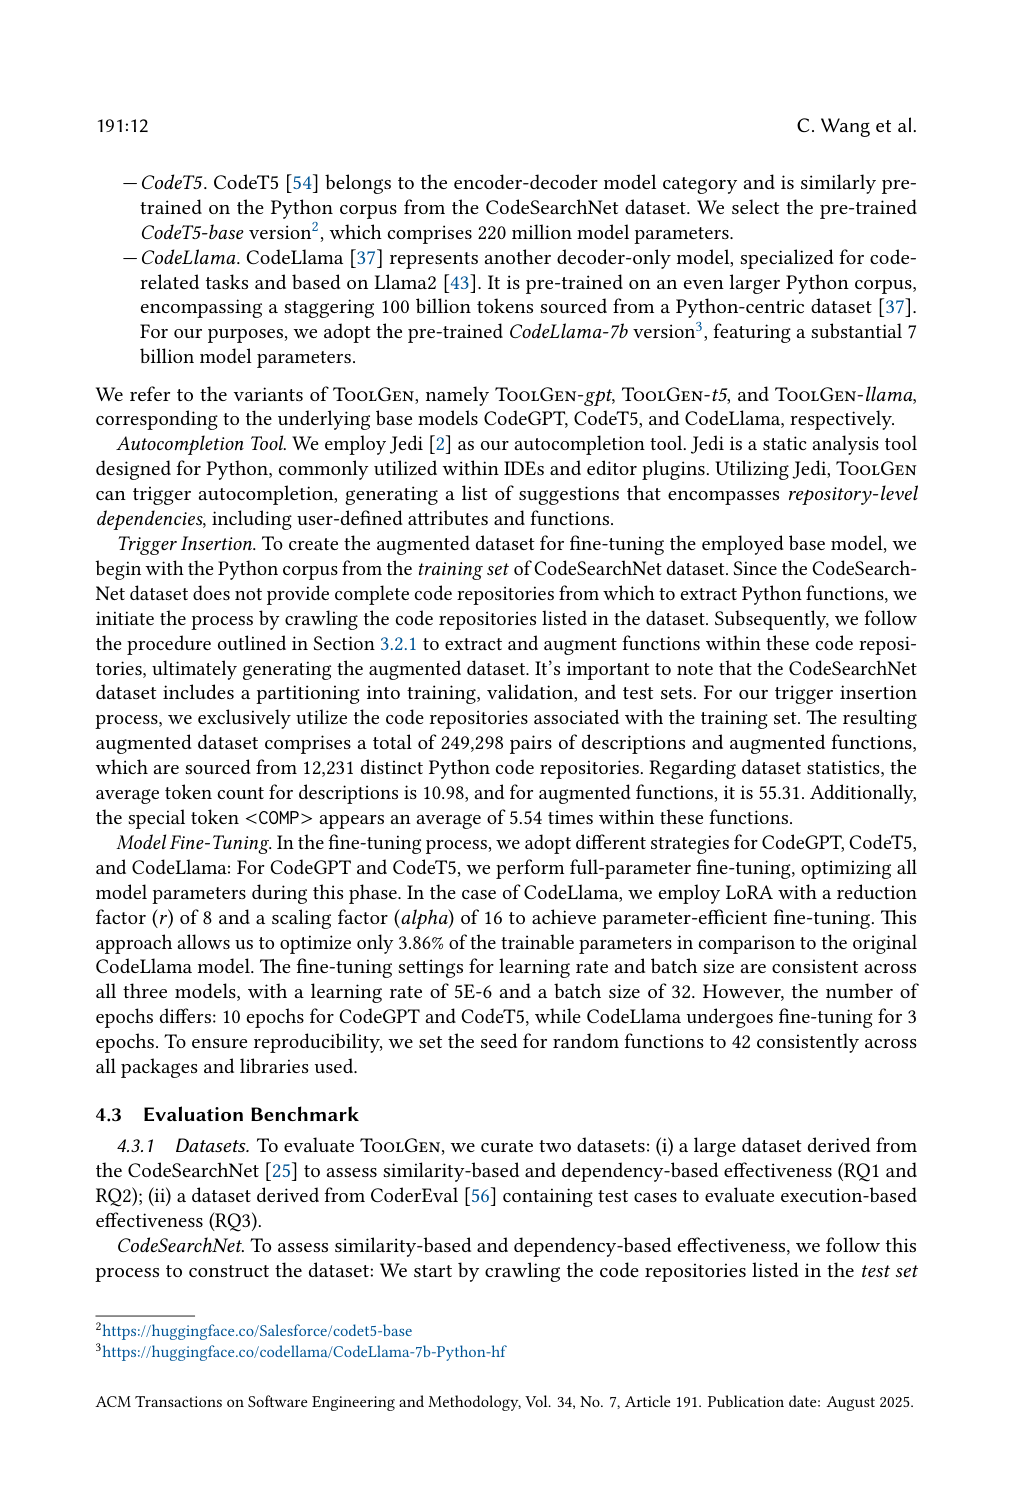 191:12 C. Wang et al.
— CodeT5. CodeT5 [54] belongs to the encoder-decoder model category and is similarly pre-
trained on the Python corpus from the CodeSearchNet dataset. We select the pre-trained
CodeT5-base version2, which comprises 220 million model parameters.
— CodeLlama. CodeLlama [37] represents another decoder-only model, specialized for code-
related tasks and based on Llama2 [43]. It is pre-trained on an even larger Python corpus,
encompassing a staggering 100 billion tokens sourced from a Python-centric dataset [37].
For our purposes, we adopt the pre-trained CodeLlama-7b version3, featuring a substantial 7
billion model parameters.
We refer to the variants of ToolGen, namely ToolGen-gpt, ToolGen-t5, and ToolGen-llama,
corresponding to the underlying base models CodeGPT, CodeT5, and CodeLlama, respectively.
Autocompletion Tool. We employ Jedi [2] as our autocompletion tool. Jedi is a static analysis tool
designed for Python, commonly utilized within IDEs and editor plugins. Utilizing Jedi, ToolGen
can trigger autocompletion, generating a list of suggestions that encompasses repository-level
dependencies, including user-defined attributes and functions.
Trigger Insertion. To create the augmented dataset for fine-tuning the employed base model, we
begin with the Python corpus from the training set of CodeSearchNet dataset. Since the CodeSearch-
Net dataset does not provide complete code repositories from which to extract Python functions, we
initiate the process by crawling the code repositories listed in the dataset. Subsequently, we follow
the procedure outlined in Section 3.2.1 to extract and augment functions within these code reposi-
tories, ultimately generating the augmented dataset. It's important to note that the CodeSearchNet
dataset includes a partitioning into training, validation, and test sets. For our trigger insertion
process, we exclusively utilize the code repositories associated with the training set. The resulting
augmented dataset comprises a total of 249,298 pairs of descriptions and augmented functions,
which are sourced from 12,231 distinct Python code repositories. Regarding dataset statistics, the
average token count for descriptions is 10.98, and for augmented functions, it is 55.31. Additionally,
the special token <COMP> appears an average of 5.54 times within these functions.
Model Fine-Tuning. In the fine-tuning process, we adopt different strategies for CodeGPT, CodeT5,
and CodeLlama: For CodeGPT and CodeT5, we perform full-parameter fine-tuning, optimizing all
model parameters during this phase. In the case of CodeLlama, we employ LoRA with a reduction
factor (r) of 8 and a scaling factor (alpha) of 16 to achieve parameter-efficient fine-tuning. This
approach allows us to optimize only 3.86% of the trainable parameters in comparison to the original
CodeLlama model. The fine-tuning settings for learning rate and batch size are consistent across
all three models, with a learning rate of 5E-6 and a batch size of 32. However, the number of
epochs differs: 10 epochs for CodeGPT and CodeT5, while CodeLlama undergoes fine-tuning for 3
epochs. To ensure reproducibility, we set the seed for random functions to 42 consistently across
all packages and libraries used.
4.3 Evaluation Benchmark
4.3.1 Datasets. To evaluate ToolGen, we curate two datasets: (i) a large dataset derived from
the CodeSearchNet [25] to assess similarity-based and dependency-based effectiveness (RQ1 and
RQ2); (ii) a dataset derived from CoderEval [56] containing test cases to evaluate execution-based
effectiveness (RQ3).
CodeSearchNet. To assess similarity-based and dependency-based effectiveness, we follow this
process to construct the dataset: We start by crawling the code repositories listed in the test set
2https://huggingface.co/Salesforce/codet5-base
3https://huggingface.co/codellama/CodeLlama-7b-Python-hf
ACM Transactions on Software Engineering and Methodology, Vol. 34, No. 7, Article 191. Publication date: August 2025.